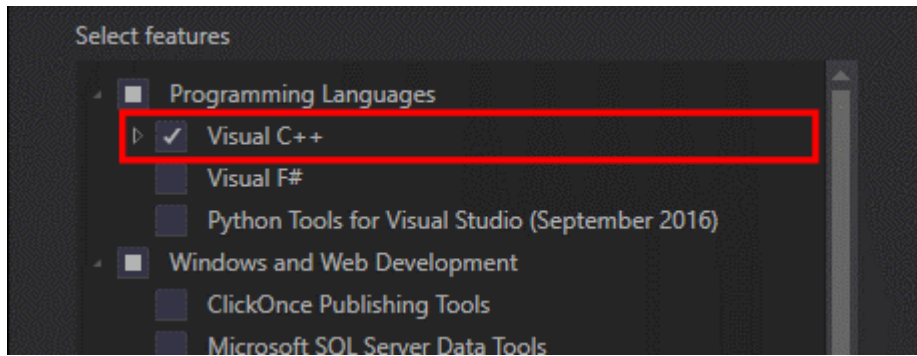 Select features
Programming Languages
Visual C++
Visual F#
Python Tools for Visual Studio (September 2016)
Windows and Web Development
ClickOnce Publishing Tools
Microsoft SQL Server Data Tools